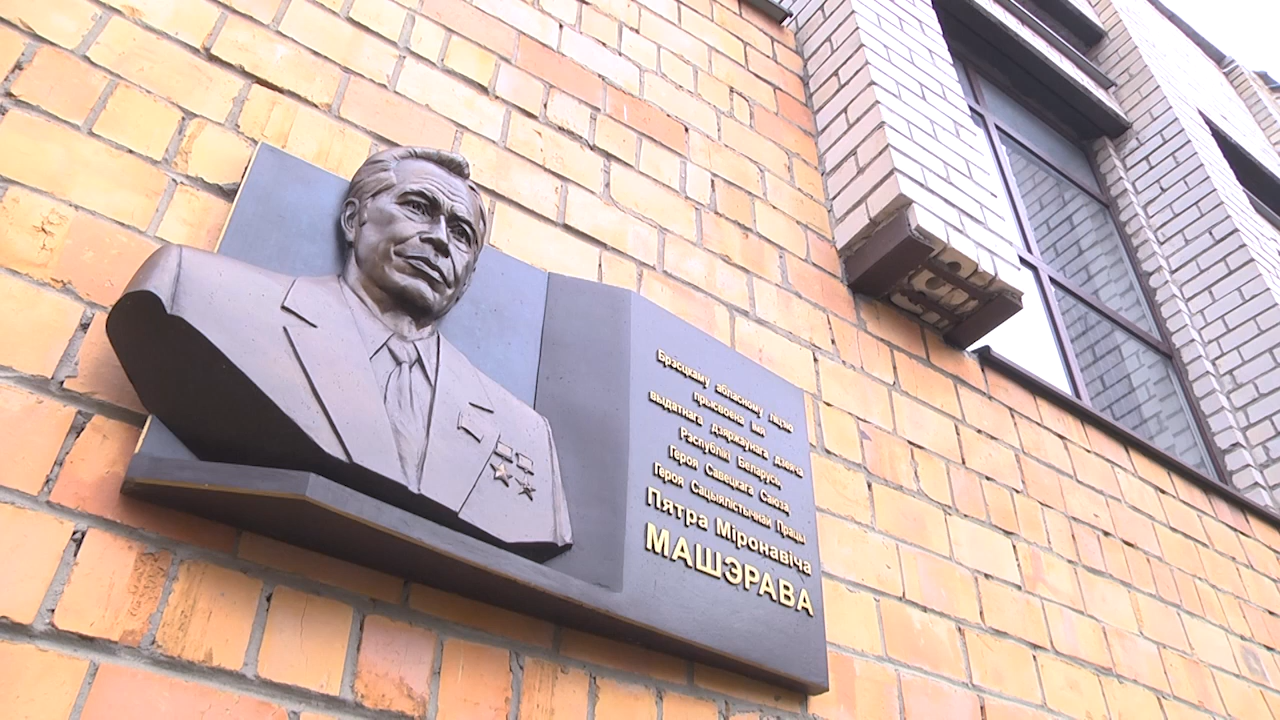 Брэсцкаму абласному ліцэю
прысвоена імя
выдатнага дзяржаўнага дзеяча
Рэспублікі Беларусь,
Героя Савецкага Саюза,
Героя Сацыялістычнай Працы
Пятра Міронавіча
МАШЭРАВА